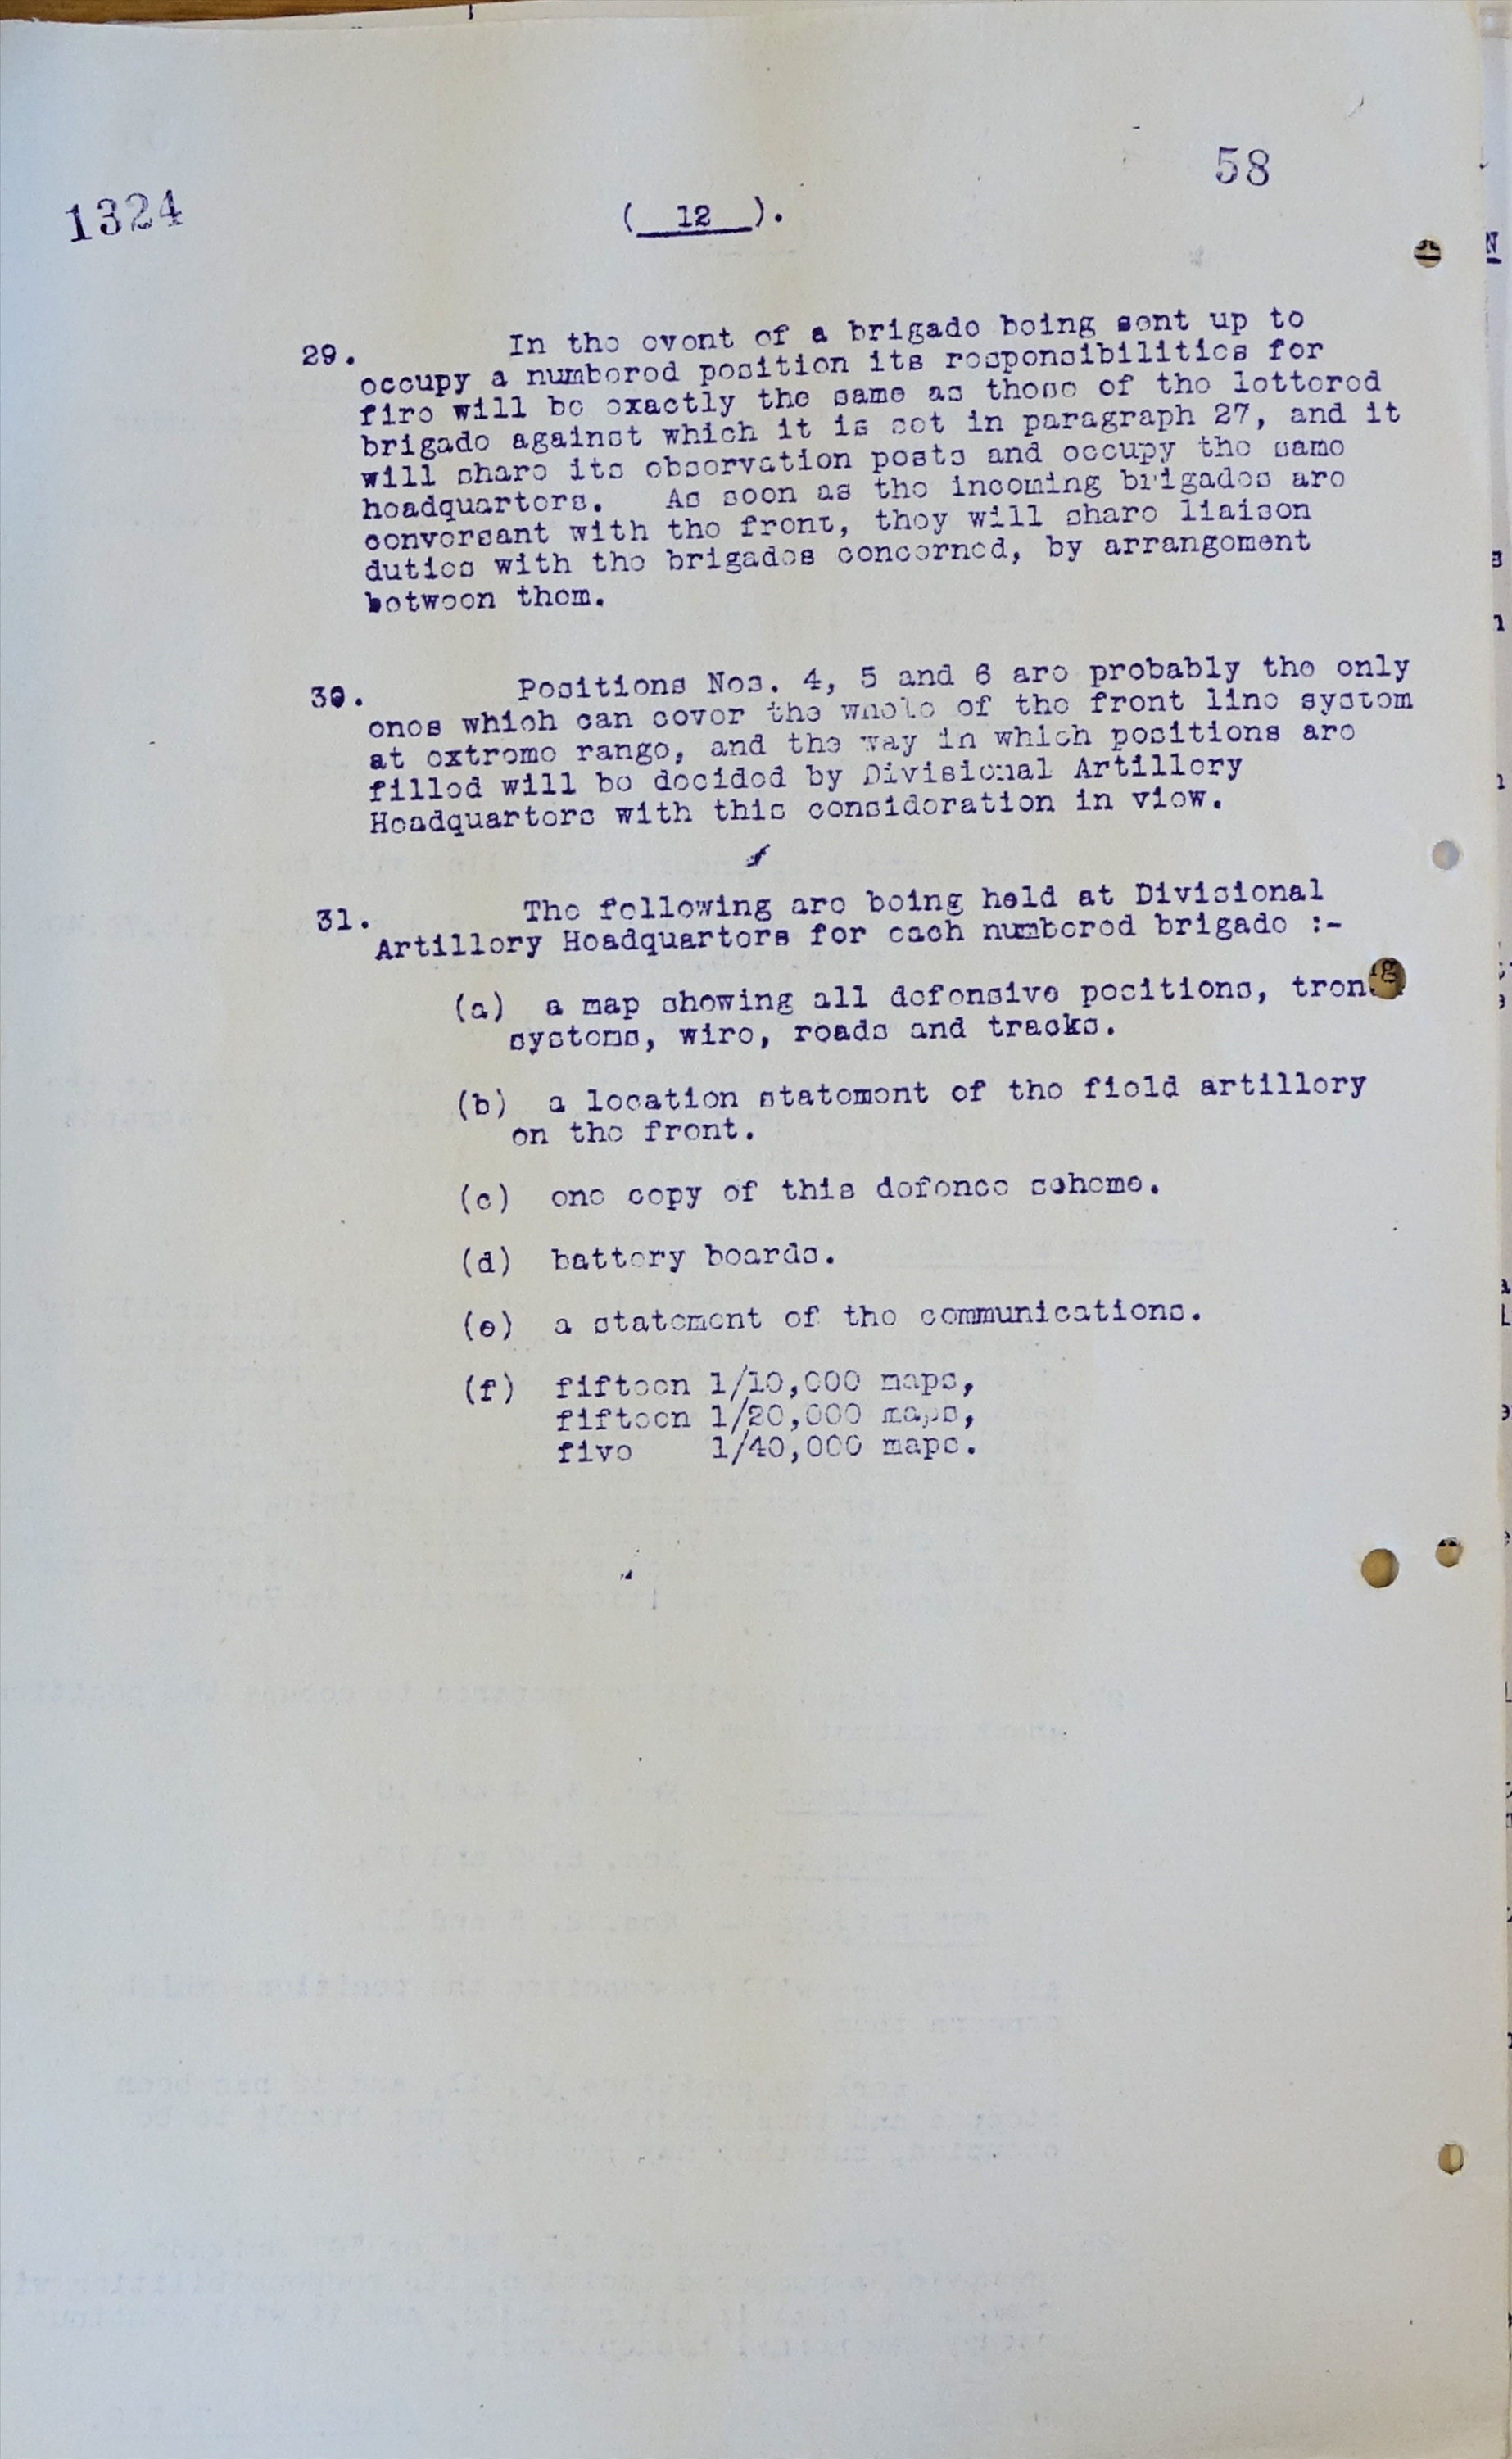 58
1324
( 12 ).
29. In the event of a brigade being sent up to
occupy a numbered position its responsibilities for
fire will be exactly the same as those of the lettered
brigade against which it is set in paragraph 27, and it
will share its observation posts and occupy the same
headquarters. As soon as the incoming brigades are
conversant with the front, they will share liaison
duties with the brigades concerned, by arrangement
between them.
30. Positions Nos. 4, 5 and 6 are probably the only
ones which can cover the whole of the front line system
at extreme range, and the way in which positions are
filled will be decided by Divisional Artillery
Headquarters with this consideration in view.
31. The following are being held at Divisional
Artillery Headquarters for each numbered brigade :-
(a) a map showing all defensive positions,
systems, wire, roads and tracks.
(b) a location statement of the field artillery
on the front.
(c) one copy of this defence scheme.
(d) battery boards.
(e) a statement of the communications.
(f) fifteen 1/10,000 maps,
fifteen 1/20,000 maps,
five 1/40,000 maps.